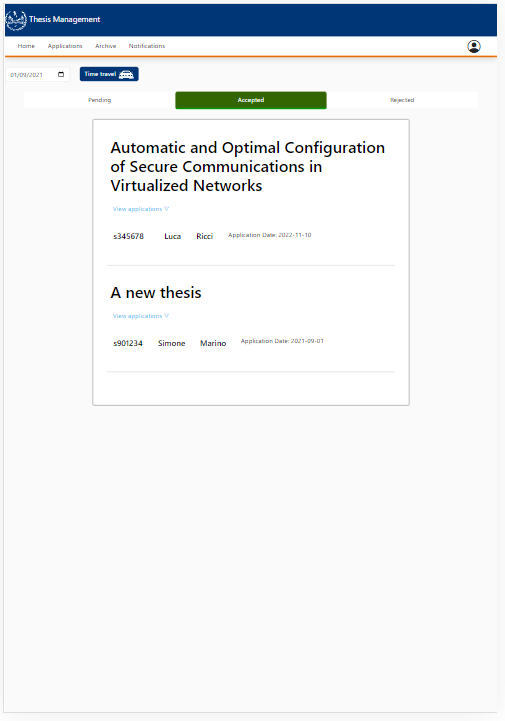 Thesis Management
Home Applications Archive Notifications
01/09/2021 Time travel
Pending Accepted Rejected
Automatic and Optimal Configuration
of Secure Communications in
Virtualized Networks
View applications ▽
s345678 Luca Ricci Application Date: 2022-11-10
A new thesis
View applications ▽
s901234 Simone Marino Application Date: 2021-09-01